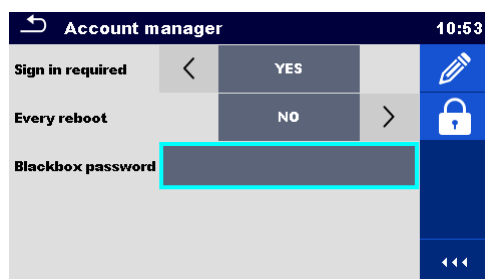 Account manager 10:53
Sign in required YES
Every reboot NO
Blackbox password